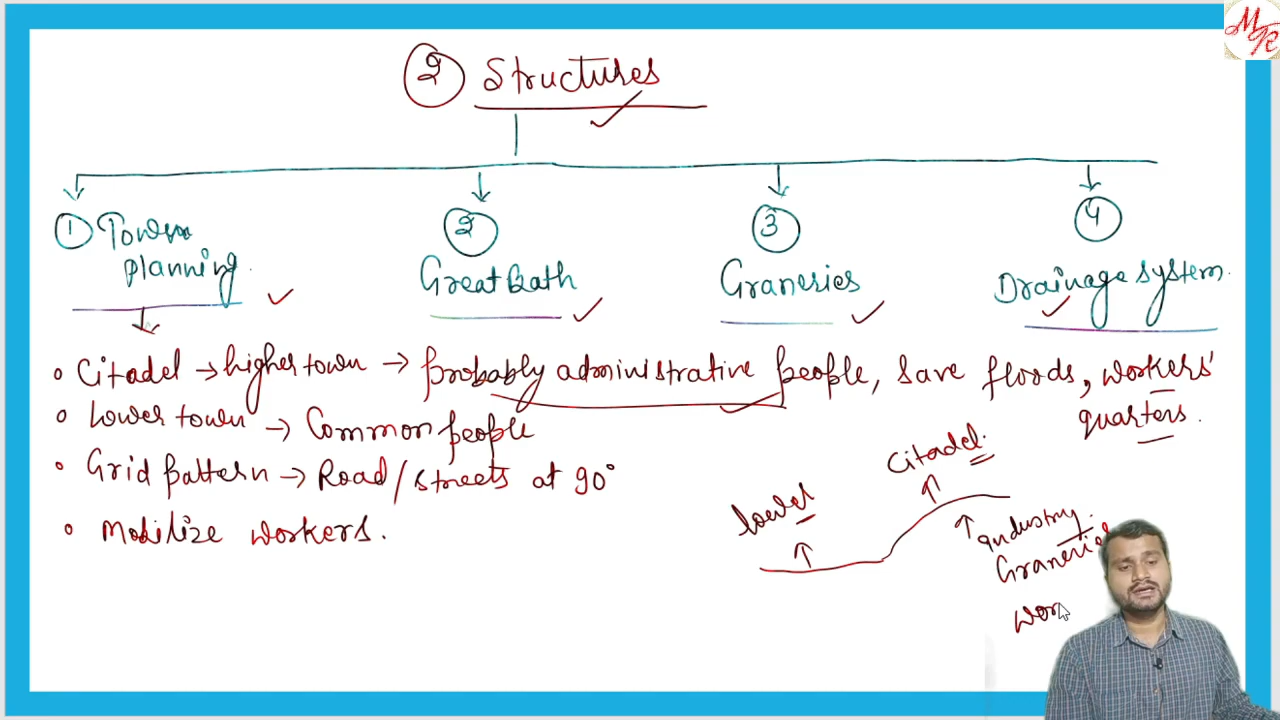 MR
2 Structures
1 Town planning
2 Great bath
3 Graneries
4 Drainage system.
• Citadel → higher town → probably administrative people, save floods, workers' quarters.
• Lower town → Common people
• Grid pattern → Road/streets at 90°
• Mobilize workers.
lower
Citadel.
Industry.
Graneries
wor